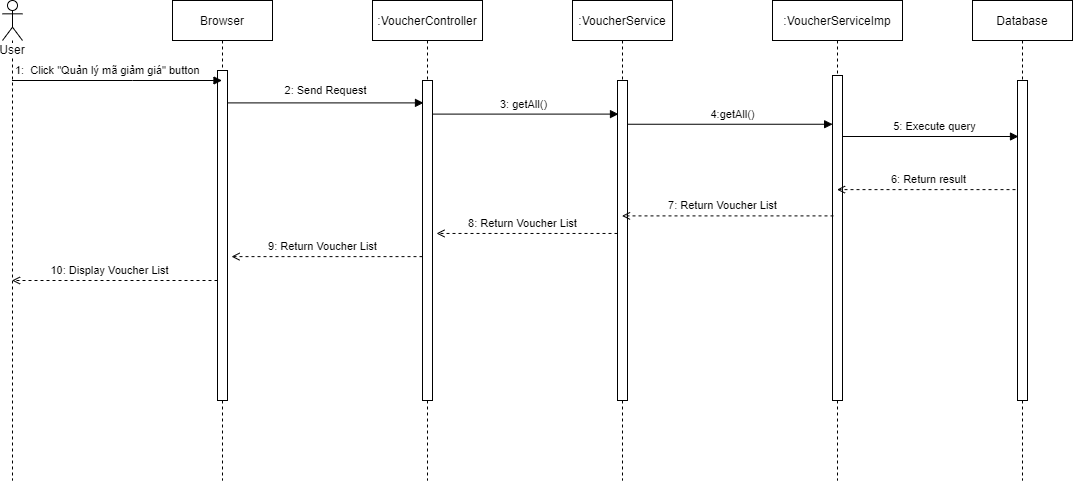 Browser
:VoucherController
:VoucherService
:VoucherServiceImp
Database
User
1:  Click "Quản lý mã giảm giá" button
2: Send Request
3: getAll()
4:getAll()
5: Execute query
6: Return result
7: Return Voucher List
8: Return Voucher List
9: Return Voucher List
10: Display Voucher List